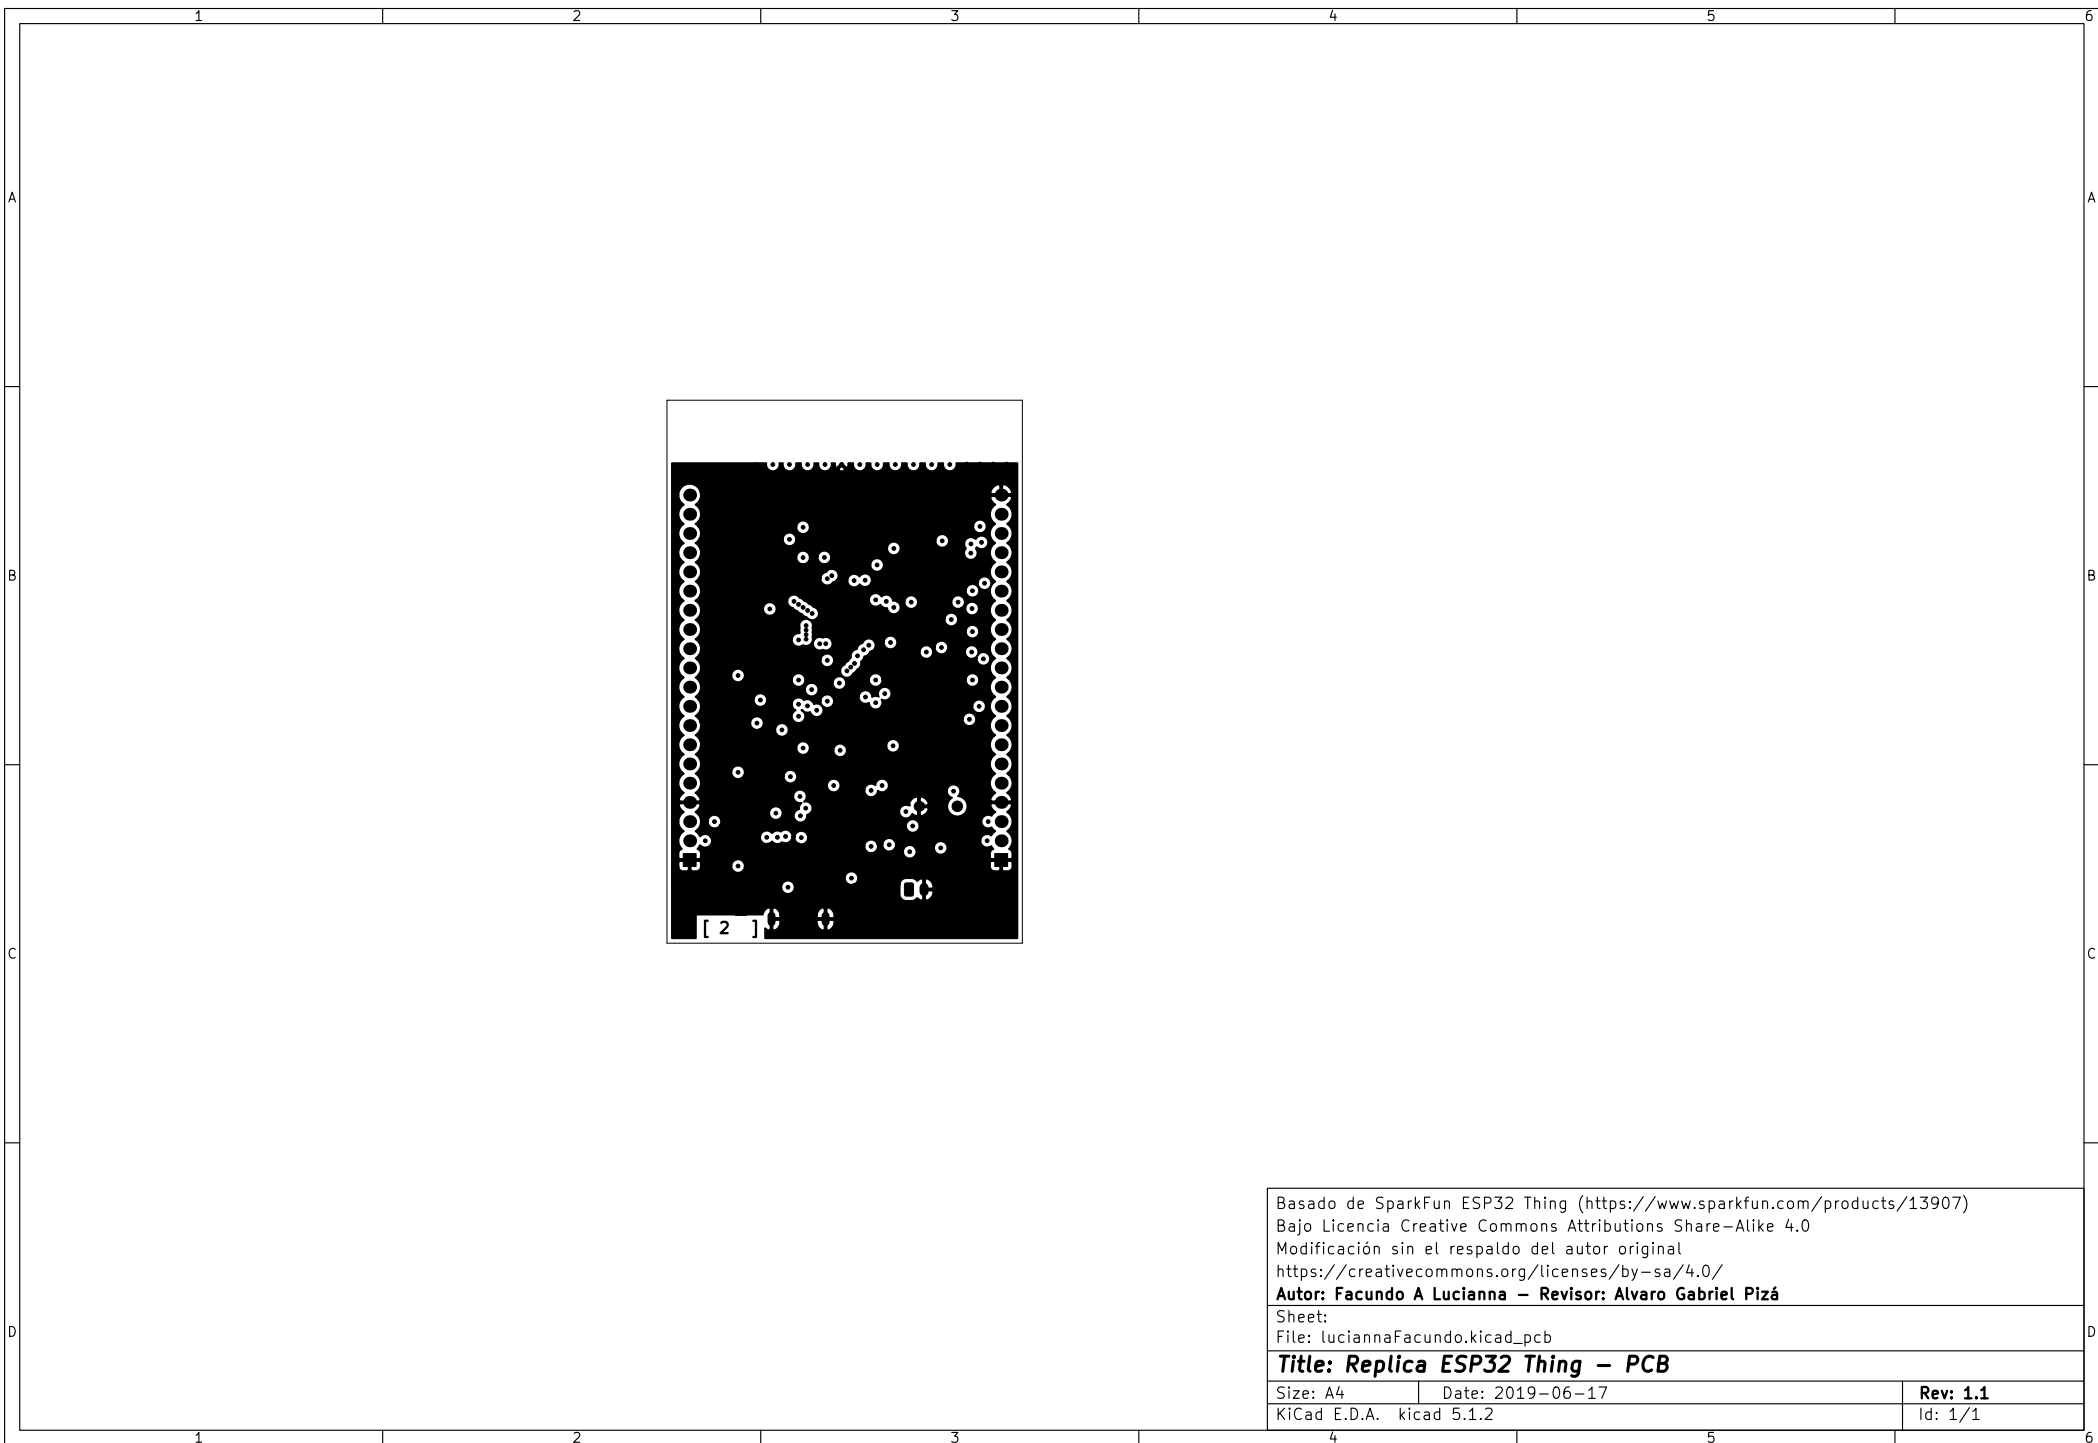 1 2 3 4 5 6
A A
B B
[ 2 ]
C C
Basado de SparkFun ESP32 Thing (https://www.sparkfun.com/products/13907)
Bajo Licencia Creative Commons Attributions Share-Alike 4.0
Modificación sin el respaldo del autor original
https://creativecommons.org/licenses/by-sa/4.0/
Autor: Facundo A Lucianna - Revisor: Alvaro Gabriel Pizá
Sheet:
D D
File: luciannaFacundo.kicad_pcb
Title: Replica ESP32 Thing - PCB
Size: A4 Date: 2019-06-17 Rev: 1.1
KiCad E.D.A. kicad 5.1.2 Id: 1/1
1 2 3 4 5 6